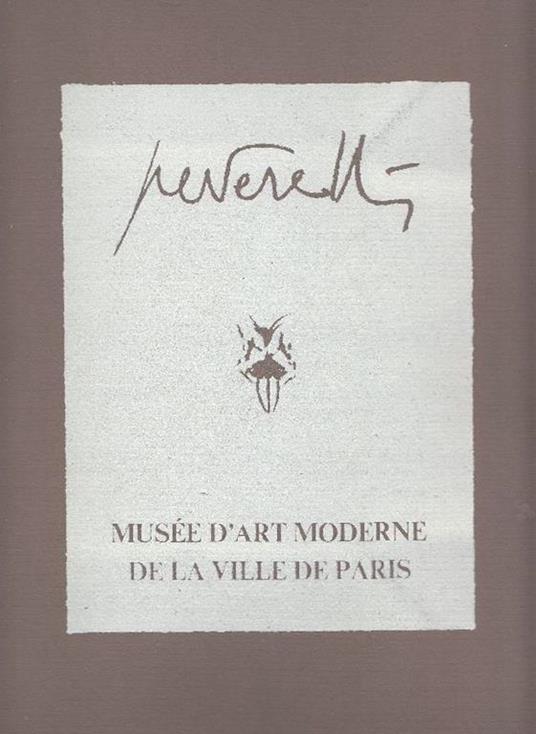 peverelli
MUSÉE D'ART MODERNE
DE LA VILLE DE PARIS